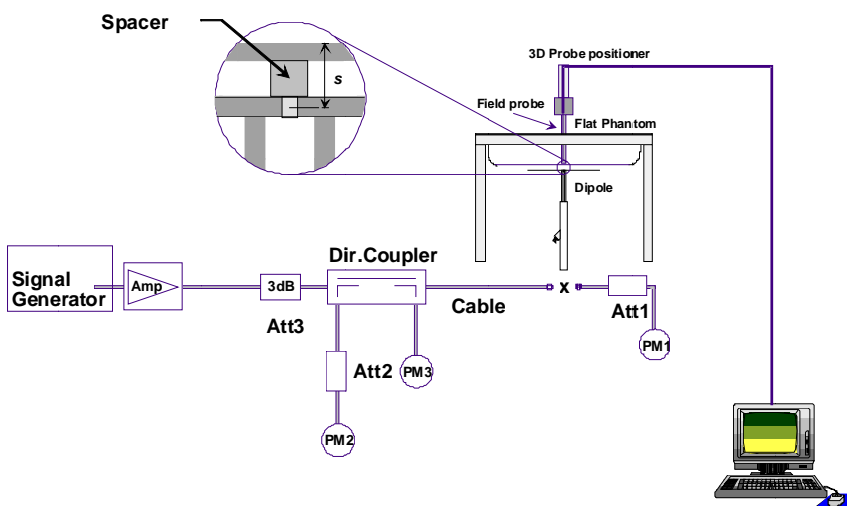 Spacer
s
3D Probe positioner
Field probe
Flat Phantom
Dipole
Signal
Generator
Amp
3dB
Att3
Dir.Coupler
Att2
PM2
PM3
Cable
x
Att1
PM1